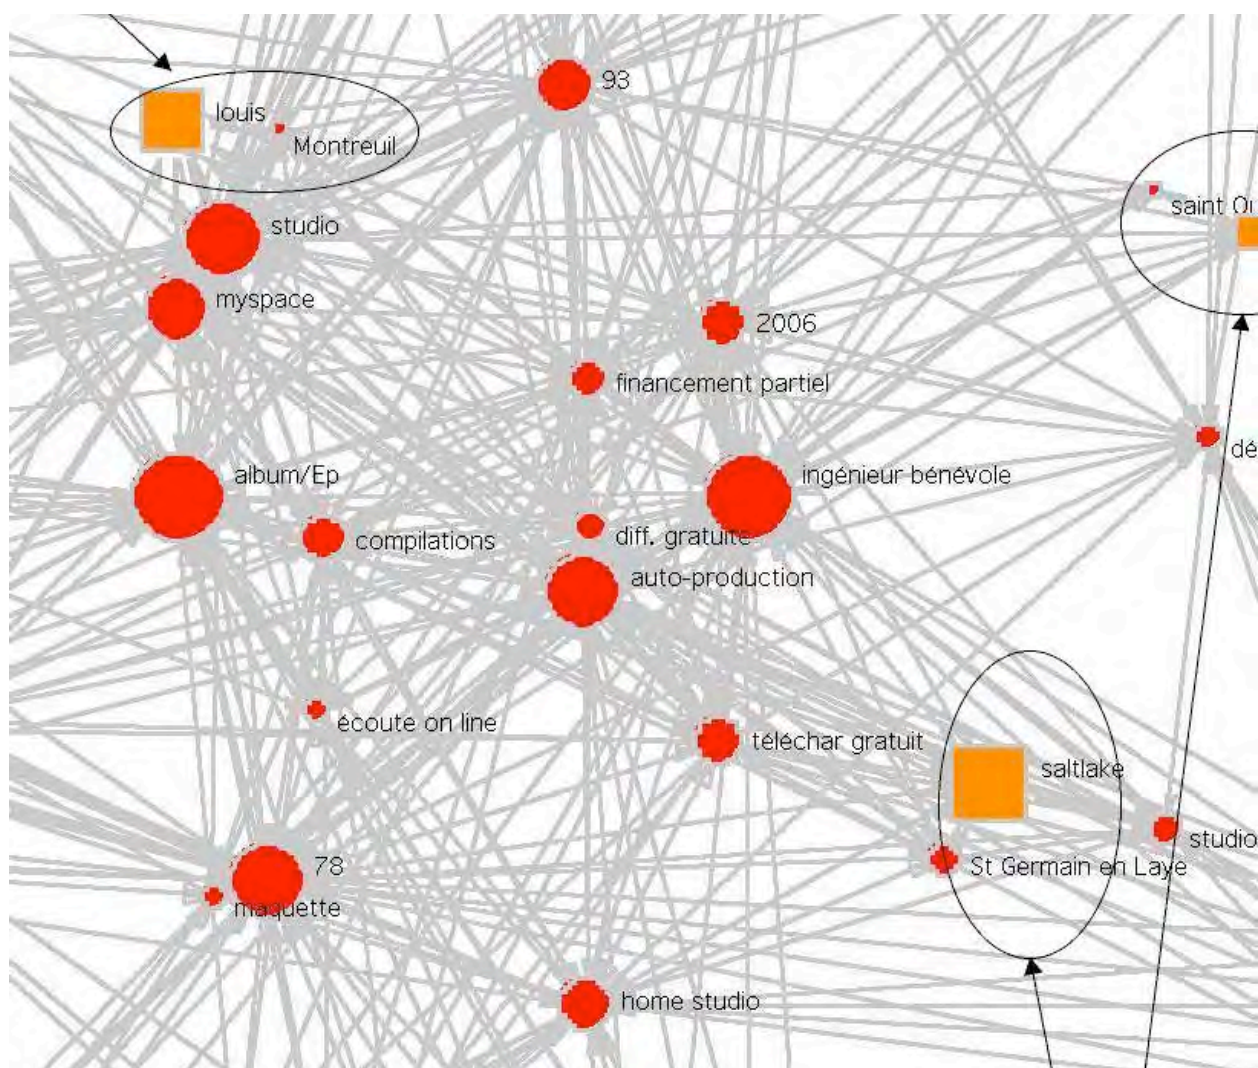 93
louis
Montreuil
saint
studio
myspace
2006
financement partiel
album/Ep
ingénieur bénévole
compilations
diff. gratuite
auto-production
écoute on line
téléchar gratuit
saltlake
studio
78
St Germain en Laye
maquette
home studio